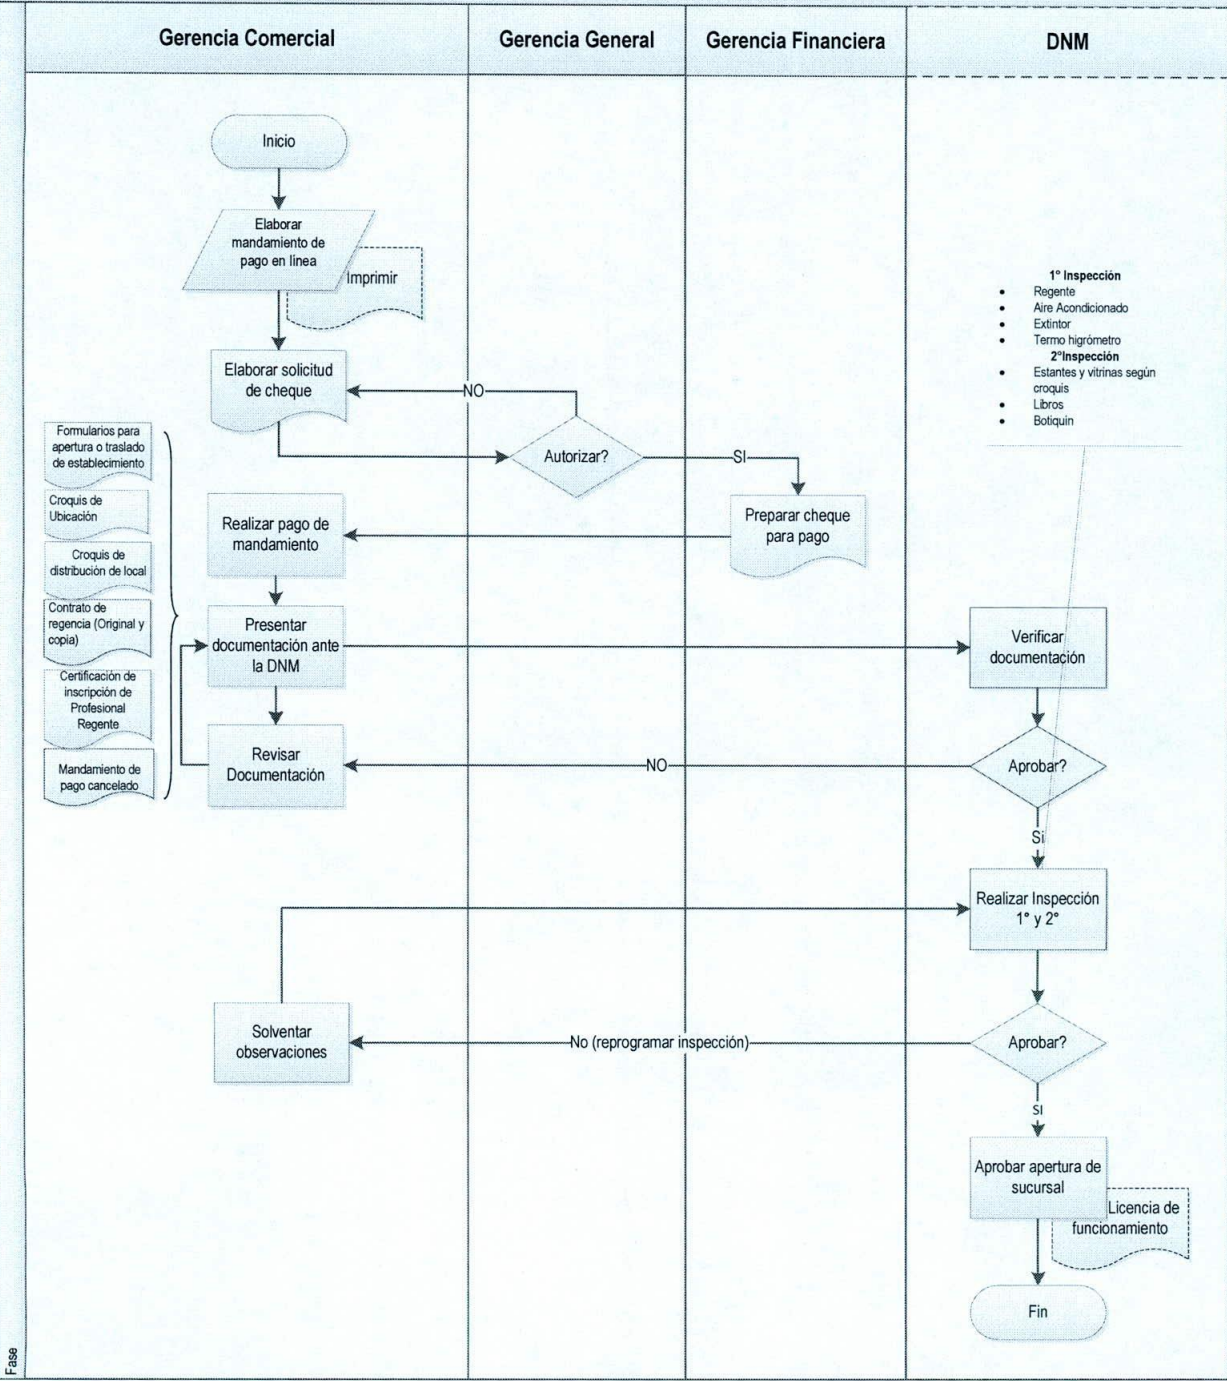 Gerencia Comercial
Gerencia General
Gerencia Financiera
DNM
Inicio
Elaborar
mandamiento de
pago en línea
Imprimir
1° Inspección
• Regente
• Aire Acondicionado
• Extintor
• Termo higrómetro
2°Inspección
• Estantes y vitrinas según
croquis
• Libros
• Botiquin
Elaborar solicitud
de cheque
NO
Autorizar?
SI
Preparar cheque
para pago
Formularios para
apertura o traslado
de establecimiento
Croquis de
Ubicación
Croquis de
distribución de local
Contrato de
regencia (Original y
copia)
Certificación de
inscripción de
Profesional
Regente
Mandamiento de
pago cancelado
Realizar pago de
mandamiento
Presentar
documentación ante
la DNM
Verificar
documentación
Revisar
Documentación
NO
Aprobar?
Si
Realizar Inspección
1° y 2°
Solventar
observaciones
No (reprogramar inspección)
Aprobar?
SI
Aprobar apertura de
sucursal
Licencia de
funcionamiento
Fin
Fase